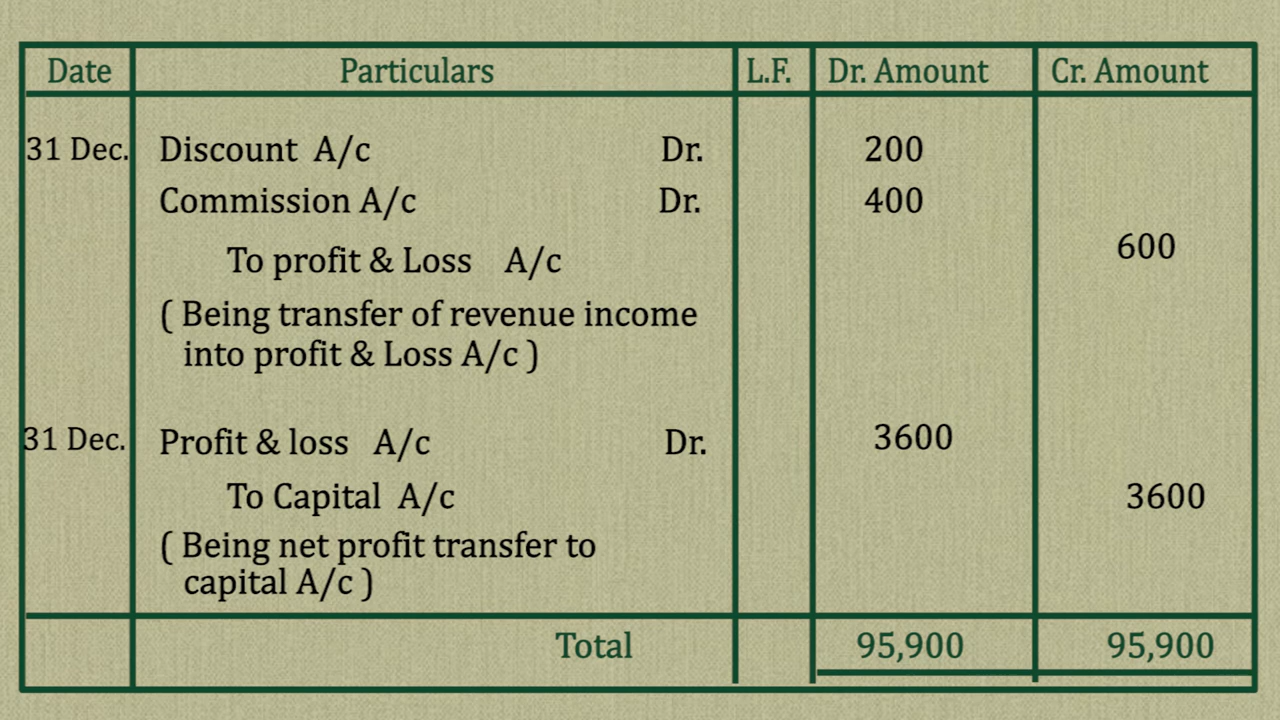 Date Particulars L.F. Dr. Amount Cr. Amount
31 Dec. Discount A/c Dr. 200
Commission A/c Dr. 400
To profit & Loss A/c 600
( Being transfer of revenue income
into profit & Loss A/c )
31 Dec. Profit & loss A/c Dr. 3600
To Capital A/c 3600
( Being net profit transfer to
capital A/c )
Total 95,900 95,900